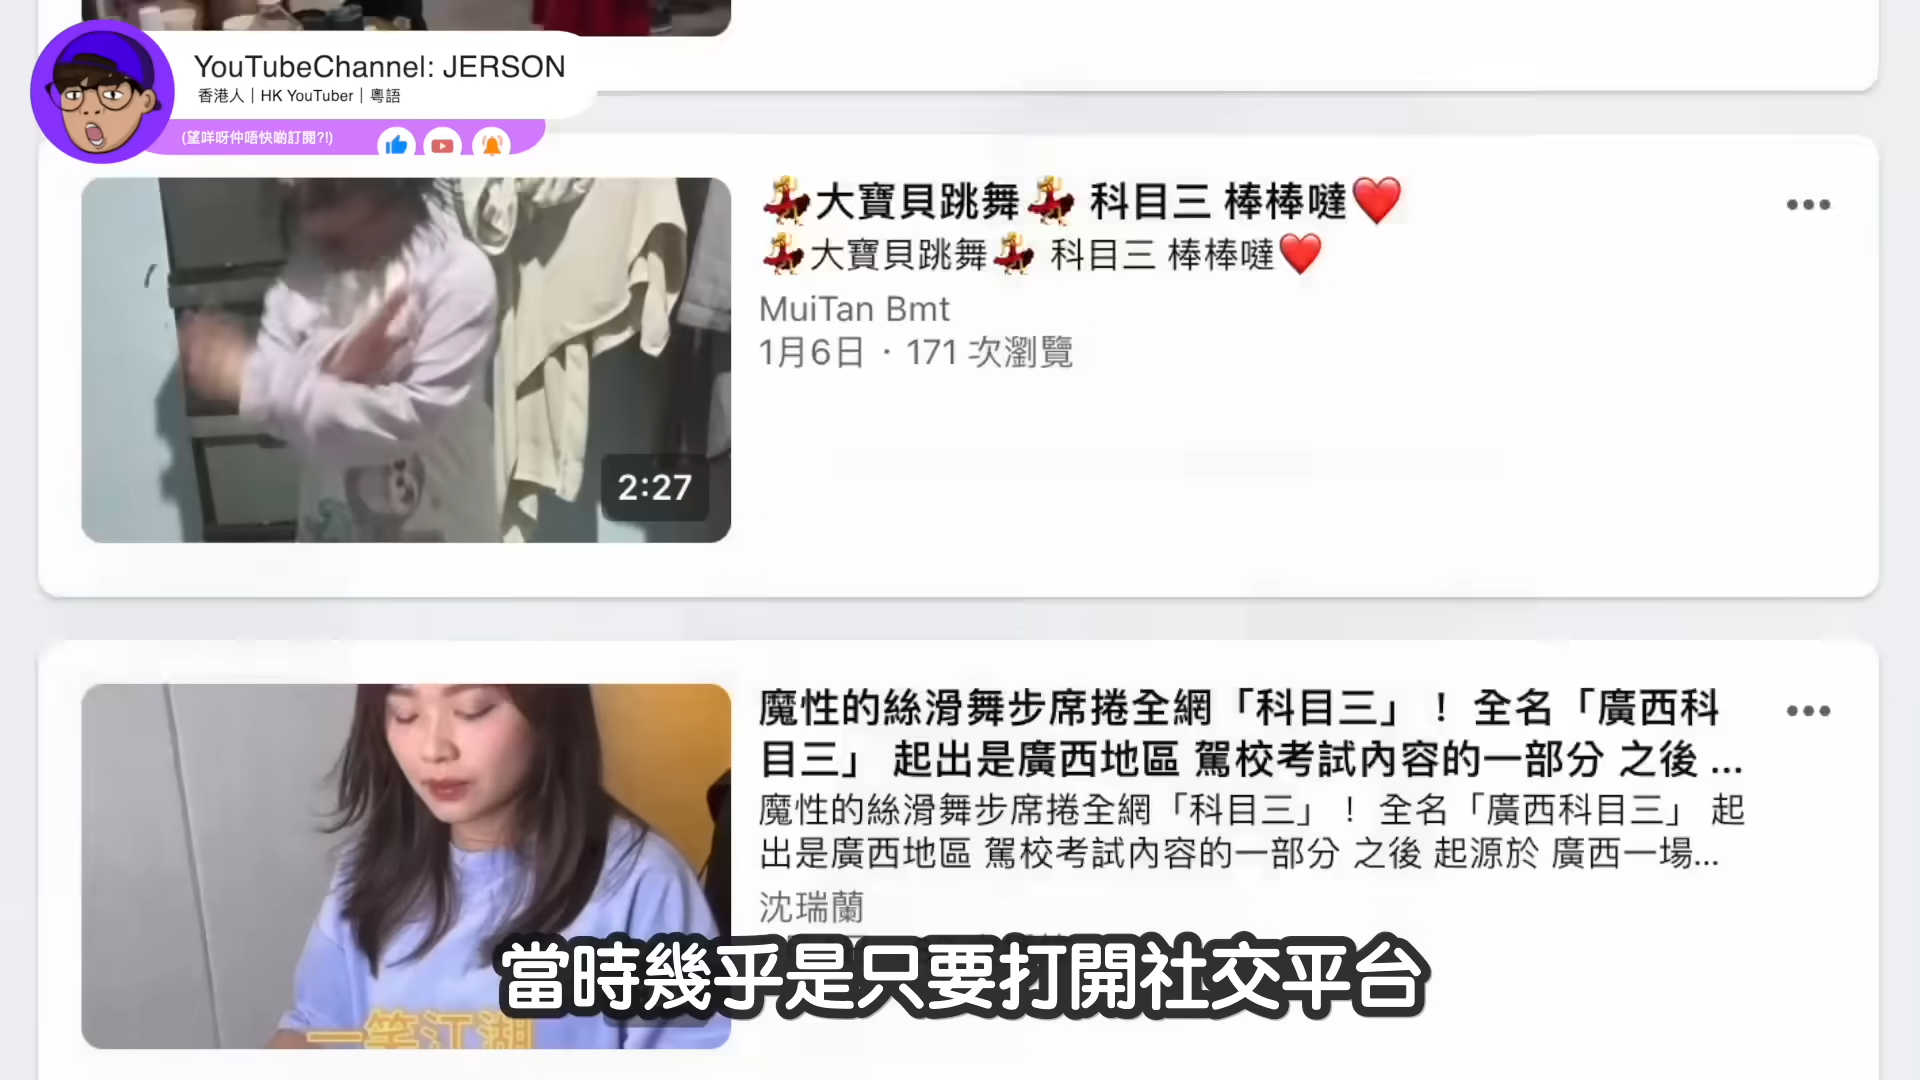 YouTubeChannel: JERSON
香港人｜HK YouTuber｜粵語
(望咩呀仲唔快啲訂閱?!)
💃大寶貝跳舞💃 科目三 棒棒噠❤️
💃大寶貝跳舞💃 科目三 棒棒噠❤️
MuiTan Bmt
1月6日 · 171 次瀏覽
2:27
魔性的絲滑舞步席捲全網「科目三」！ 全名「廣西科
目三」 起出是廣西地區 駕校考試內容的一部分 之後 ...
魔性的絲滑舞步席捲全網「科目三」！ 全名「廣西科目三」 起
出是廣西地區 駕校考試內容的一部分 之後 起源於 廣西一場...
沈瑞蘭
一笑江湖
當時幾乎是只要打開社交平台